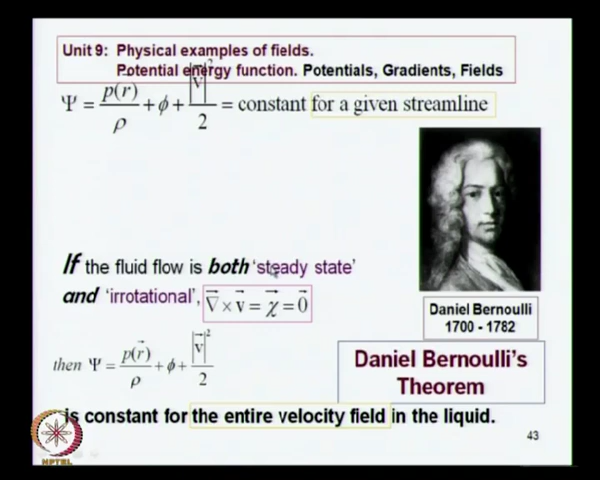 Unit 9: Physical examples of fields.
Potential energy function. Potentials, Gradients, Fields
Ψ = p(r)/ρ + ϕ + |v⃗|²/2 = constant for a given streamline
If the fluid flow is both 'steady state'
and 'irrotational', ∇⃗ × v⃗ = χ⃗ = 0⃗
Daniel Bernoulli
1700 - 1782
then Ψ = p(r⃗)/ρ + ϕ + |v⃗|²/2
Daniel Bernoulli's
Theorem
is constant for the entire velocity field in the liquid.
43
NPTEL